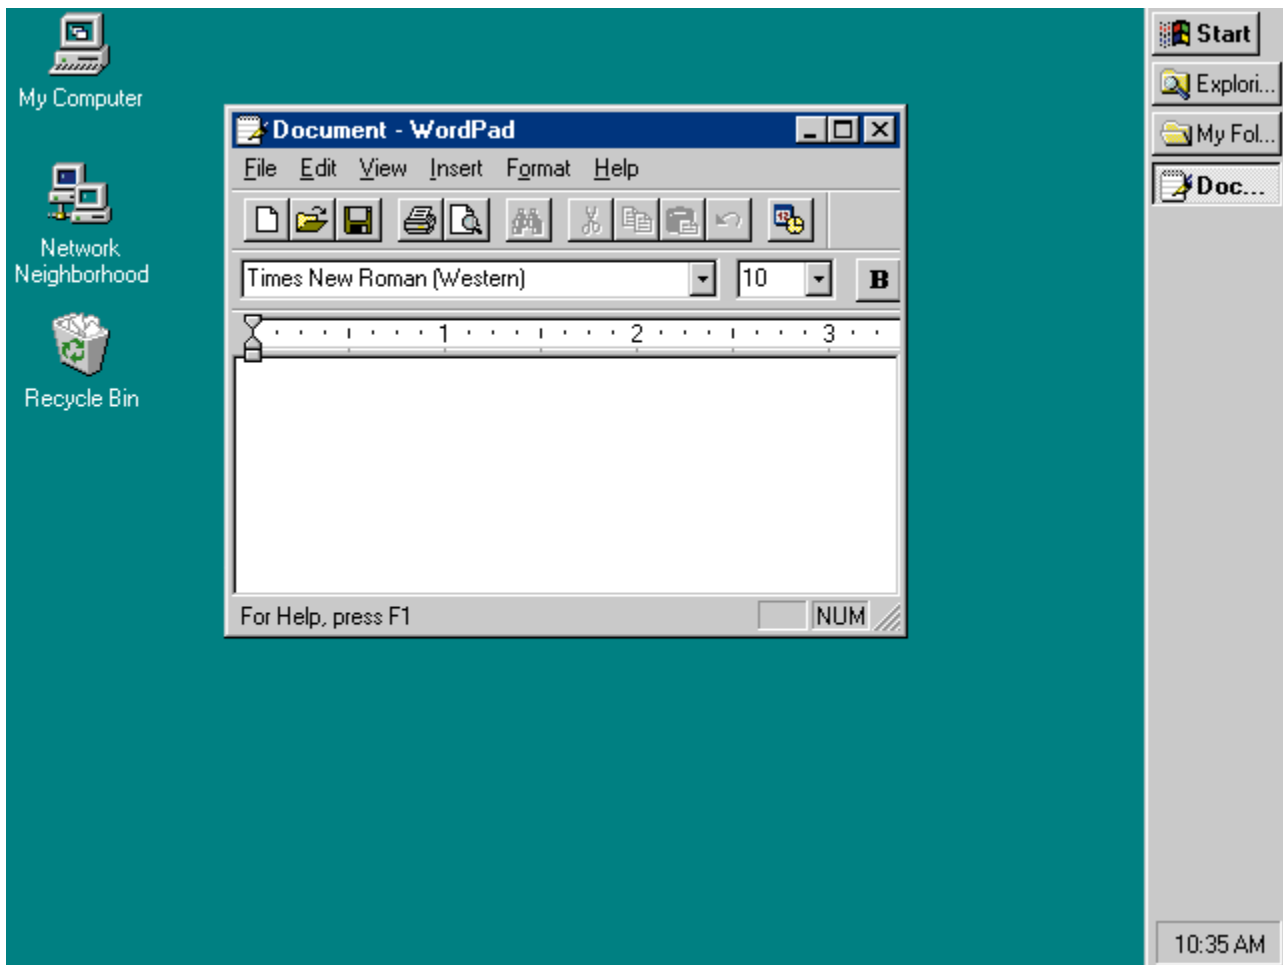 My Computer
Network
Neighborhood
Recycle Bin
Document - WordPad
File Edit View Insert Format Help
Times New Roman (Western) 10 B
1 2 3
For Help, press F1 NUM
Start
Explori...
My Fol...
Doc...
10:35 AM